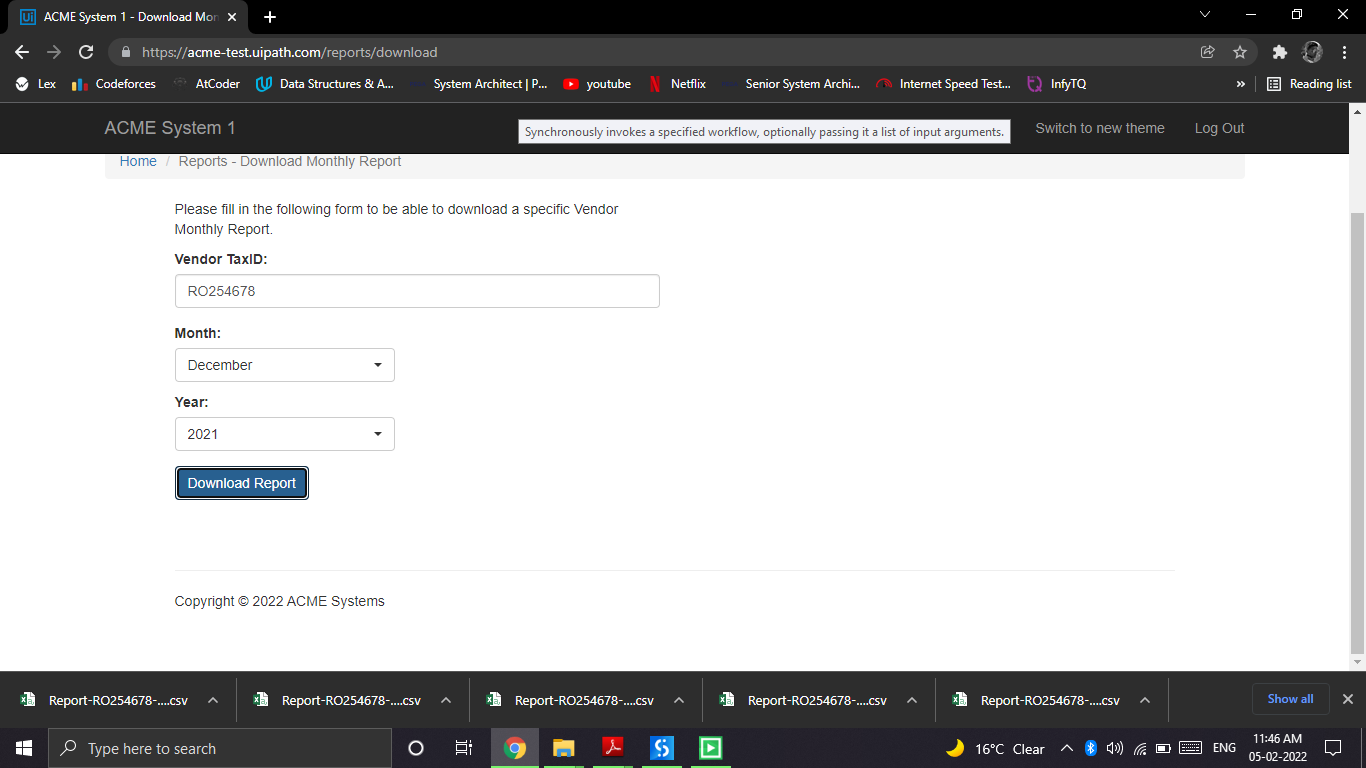 ACME System 1 - Download Mon
https://acme-test.uipath.com/reports/download
Lex
Codeforces
AtCoder
Data Structures & A...
System Architect | P...
youtube
Netflix
Senior System Archi...
Internet Speed Test...
InfyTQ
»
Reading list
ACME System 1
Synchronously invokes a specified workflow, optionally passing it a list of input arguments.
Switch to new theme
Log Out
Home / Reports - Download Monthly Report
Please fill in the following form to be able to download a specific Vendor
Monthly Report.
Vendor TaxID:
RO254678
Month:
December
Year:
2021
Download Report
Copyright © 2022 ACME Systems
Report-RO254678-....csv
Report-RO254678-....csv
Report-RO254678-....csv
Report-RO254678-....csv
Report-RO254678-....csv
Show all
Type here to search
16°C Clear
ENG
11:46 AM
05-02-2022